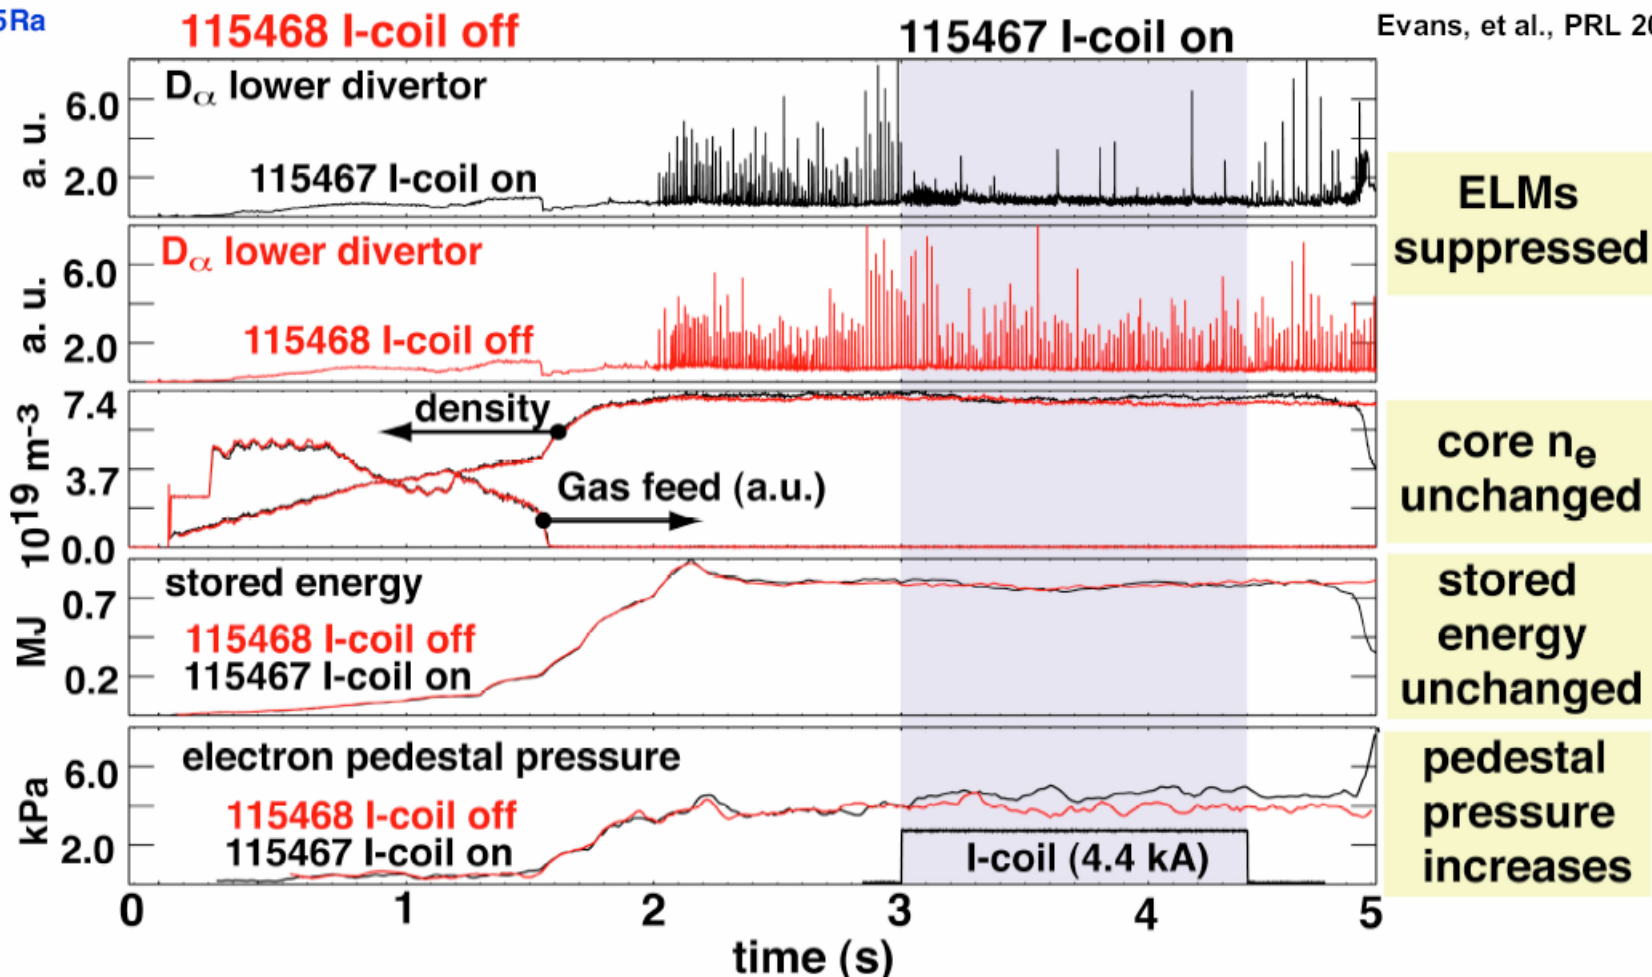 5Ra
115468 I-coil off
115467 I-coil on
Evans, et al., PRL 20
Dα lower divertor
6.0
a. u.
2.0
115467 I-coil on
ELMs
suppressed
Dα lower divertor
6.0
a. u.
2.0
115468 I-coil off
7.4
density
3.7
Gas feed (a.u.)
10^19 m^-3
0.0
core ne
unchanged
stored energy
0.7
MJ
115468 I-coil off
115467 I-coil on
0.2
0.0
stored
energy
unchanged
electron pedestal pressure
6.0
kPa
115468 I-coil off
115467 I-coil on
2.0
I-coil (4.4 kA)
pedestal
pressure
increases
0 1 2 3 4 5
time (s)